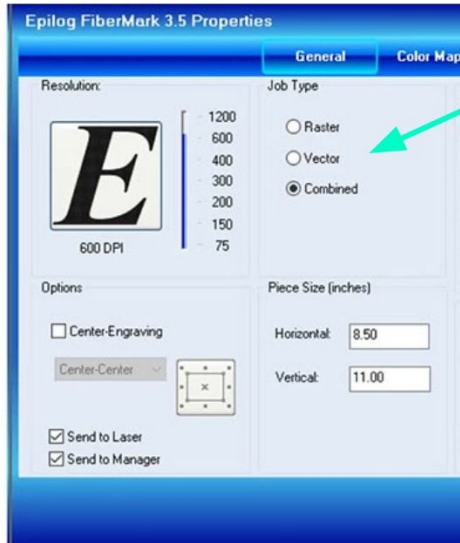 Epilog FiberMark 3.5 Properties
General
Color Map
Resolution:
E
1200
600
400
300
200
150
75
600 DPI
Job Type
Raster
Vector
Combined
Options
Center-Engraving
Center-Center
Send to Laser
Send to Manager
Piece Size (inches)
Horizontal: 8.50
Vertical: 11.00